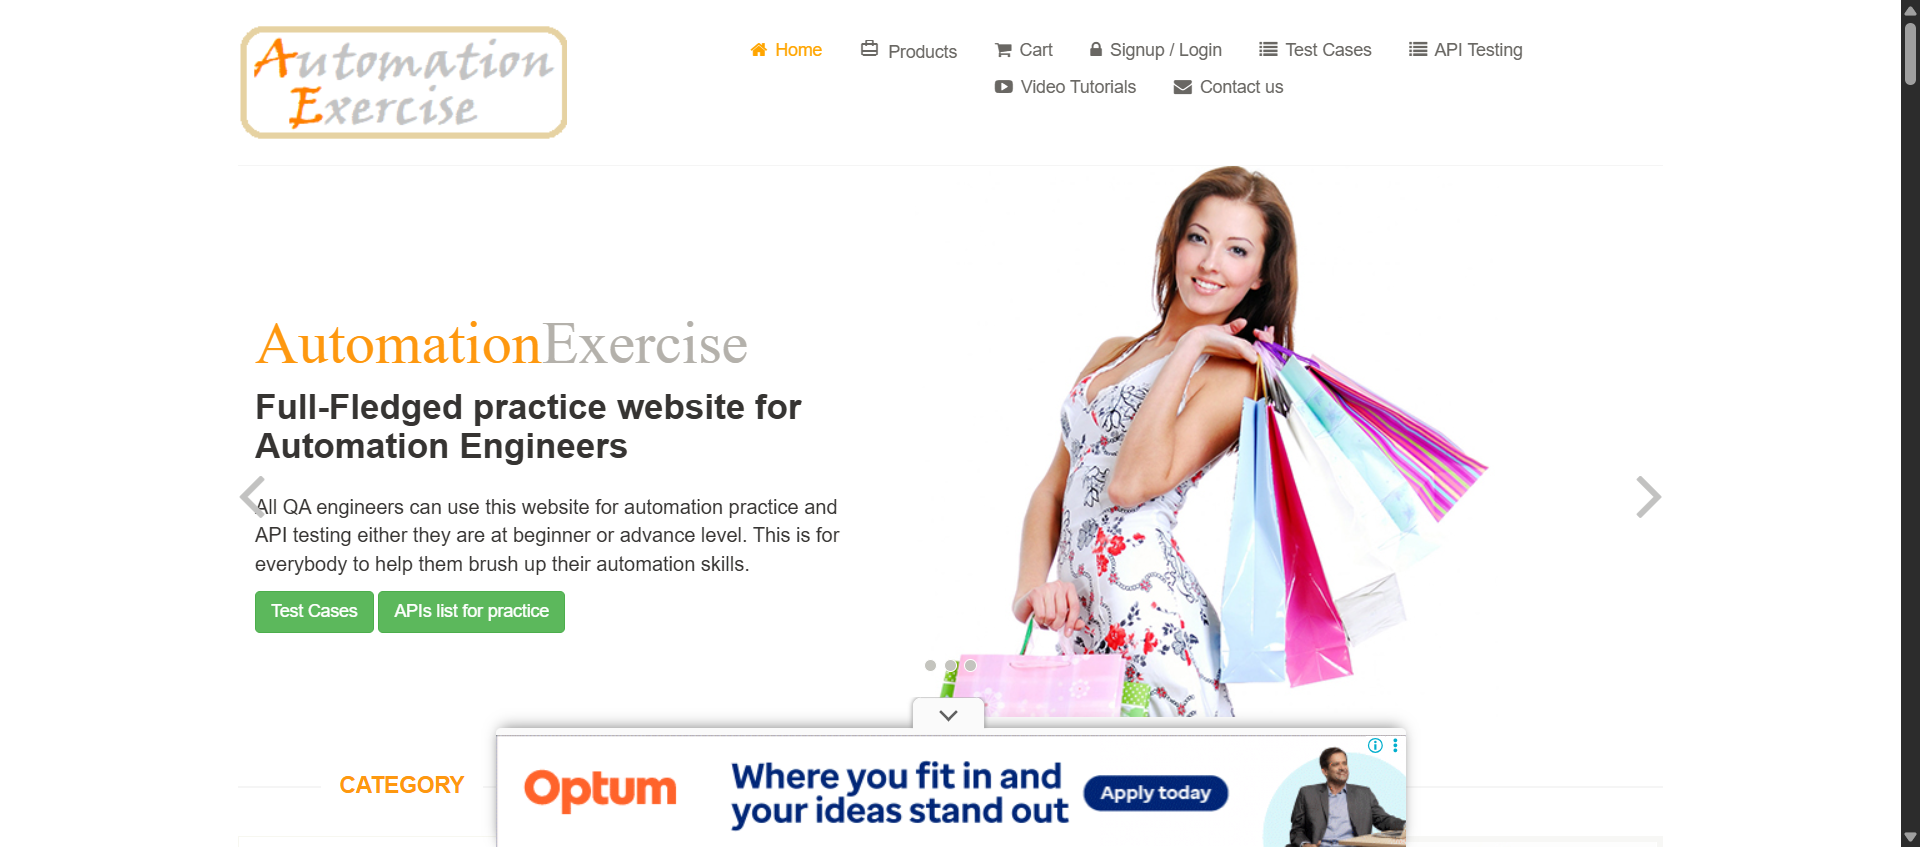 Automation
Exercise
Home
Products
Cart
Signup / Login
Test Cases
API Testing
Video Tutorials
Contact us
AutomationExercise
Full-Fledged practice website for
Automation Engineers
All QA engineers can use this website for automation practice and
API testing either they are at beginner or advance level. This is for
everybody to help them brush up their automation skills.
Test Cases
APIs list for practice
CATEGORY
Optum
Where you fit in and
your ideas stand out
Apply today